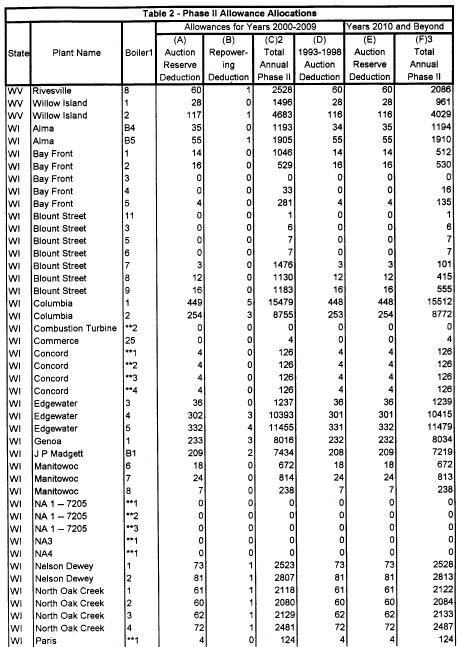 Table 2 - Phase II Allowance Allocations
Allowances for Years 2000-2009 Years 2010 and Beyond
(A) (B) (C)2 (D) (E) (F)3
Auction Repower- Total 1993-1998 Auction Total
State Plant Name Boiler1 Reserve ing Annual Auction Reserve Annual
Deduction Deduction Phase II Deduction Deduction Phase II
WV Rivesville 8 60 1 2528 60 60 2086
WV Willow Island 1 28 0 1496 28 28 961
WV Willow Island 2 117 1 4683 116 116 4029
WI Alma B4 35 0 1193 34 35 1194
WI Alma B5 55 1 1905 55 55 1910
WI Bay Front 1 14 0 1046 14 14 512
WI Bay Front 2 16 0 529 16 16 530
WI Bay Front 3 0 0 0 0 0 0
WI Bay Front 4 0 0 33 0 0 16
WI Bay Front 5 4 0 281 4 4 135
WI Blount Street 11 0 0 1 0 0 1
WI Blount Street 3 0 0 6 0 0 6
WI Blount Street 5 0 0 7 0 0 7
WI Blount Street 6 0 0 7 0 0 7
WI Blount Street 7 3 0 1476 3 3 101
WI Blount Street 8 12 0 1130 12 12 415
WI Blount Street 9 16 0 1183 16 16 555
WI Columbia 1 449 5 15479 448 448 15512
WI Columbia 2 254 3 8755 253 254 8772
WI Combustion Turbine **2 0 0 0 0 0 0
WI Commerce 25 0 0 4 0 0 4
WI Concord **1 4 0 126 4 4 126
WI Concord **2 4 0 126 4 4 126
WI Concord **3 4 0 126 4 4 126
WI Concord **4 4 0 126 4 4 126
WI Edgewater 3 36 0 1237 36 36 1239
WI Edgewater 4 302 3 10393 301 301 10415
WI Edgewater 5 332 4 11455 331 332 11479
WI Genoa 1 233 3 8016 232 232 8034
WI J P Madgett B1 209 2 7434 208 209 7219
WI Manitowoc 6 18 0 672 18 18 672
WI Manitowoc 7 24 0 814 24 24 813
WI Manitowoc 8 7 0 238 7 7 238
WI NA 1 -- 7205 **1 0 0 0 0 0 0
WI NA 1 -- 7205 **2 0 0 0 0 0 0
WI NA 1 -- 7205 **3 0 0 0 0 0 0
WI NA3 **1 0 0 0 0 0 0
WI NA4 **1 0 0 0 0 0 0
WI Nelson Dewey 1 73 1 2523 73 73 2528
WI Nelson Dewey 2 81 1 2807 81 81 2813
WI North Oak Creek 1 61 1 2118 61 61 2122
WI North Oak Creek 2 60 1 2080 60 60 2084
WI North Oak Creek 3 62 1 2129 62 62 2133
WI North Oak Creek 4 72 1 2481 72 72 2487
WI Paris **1 4 0 124 4 4 124